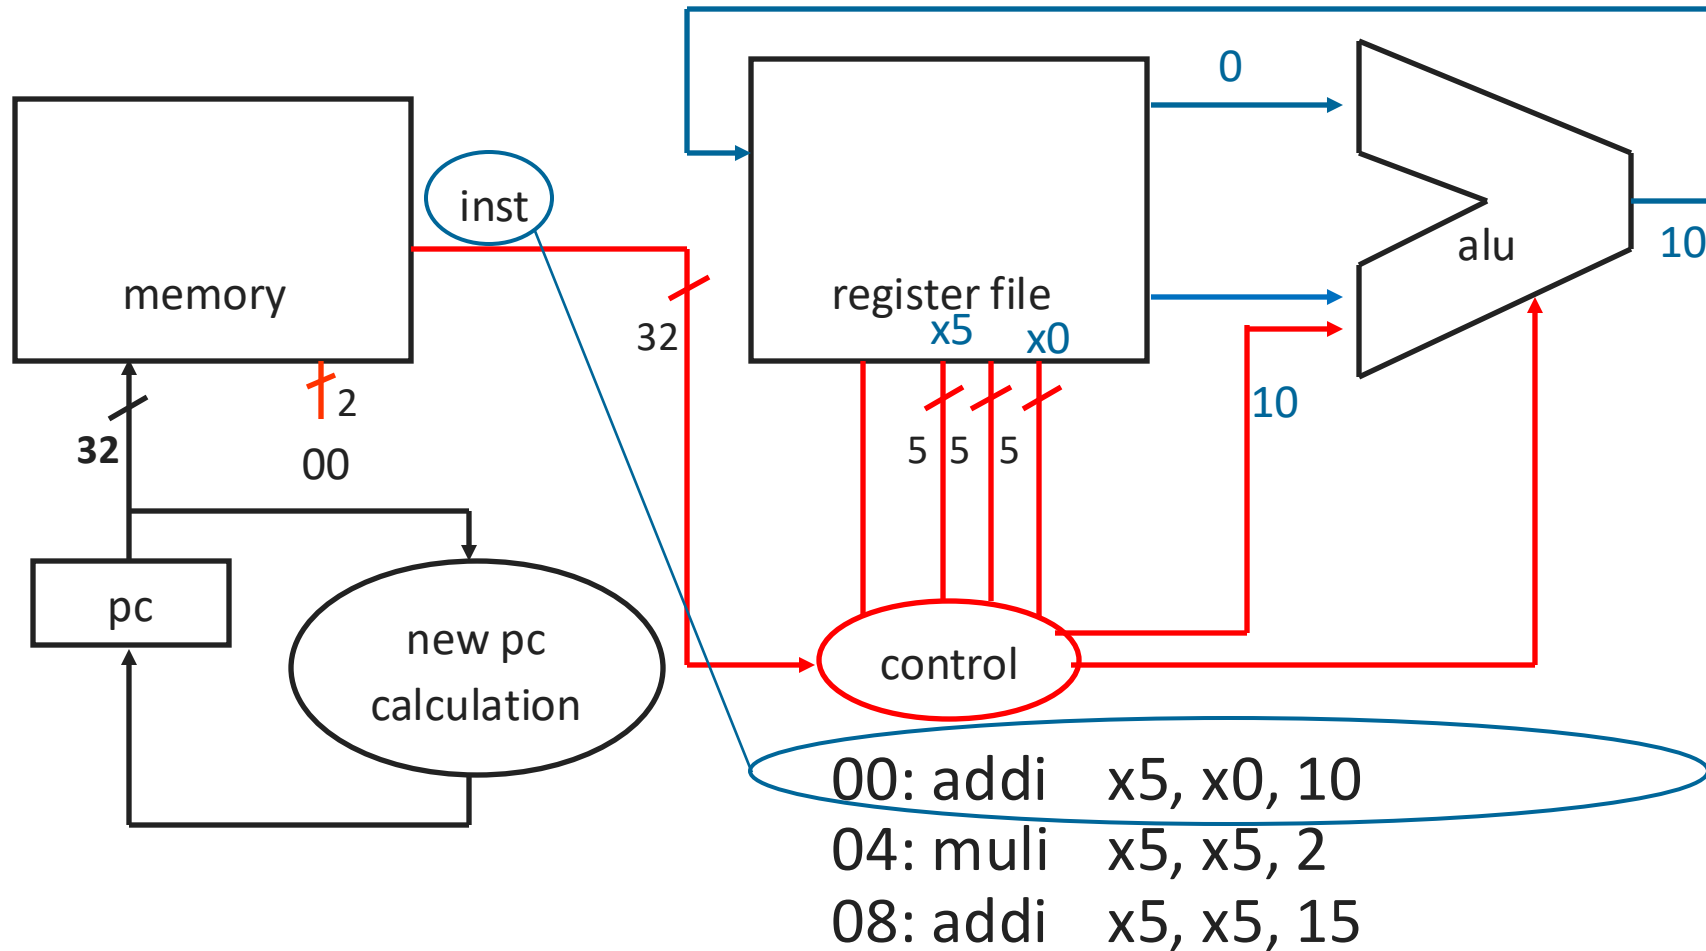 0
inst
alu
10
memory
register file
x5
x0
32
10
2
32
00
5
5
5
pc
new pc
calculation
control
00: addi x5, x0, 10
04: muli x5, x5, 2
08: addi x5, x5, 15